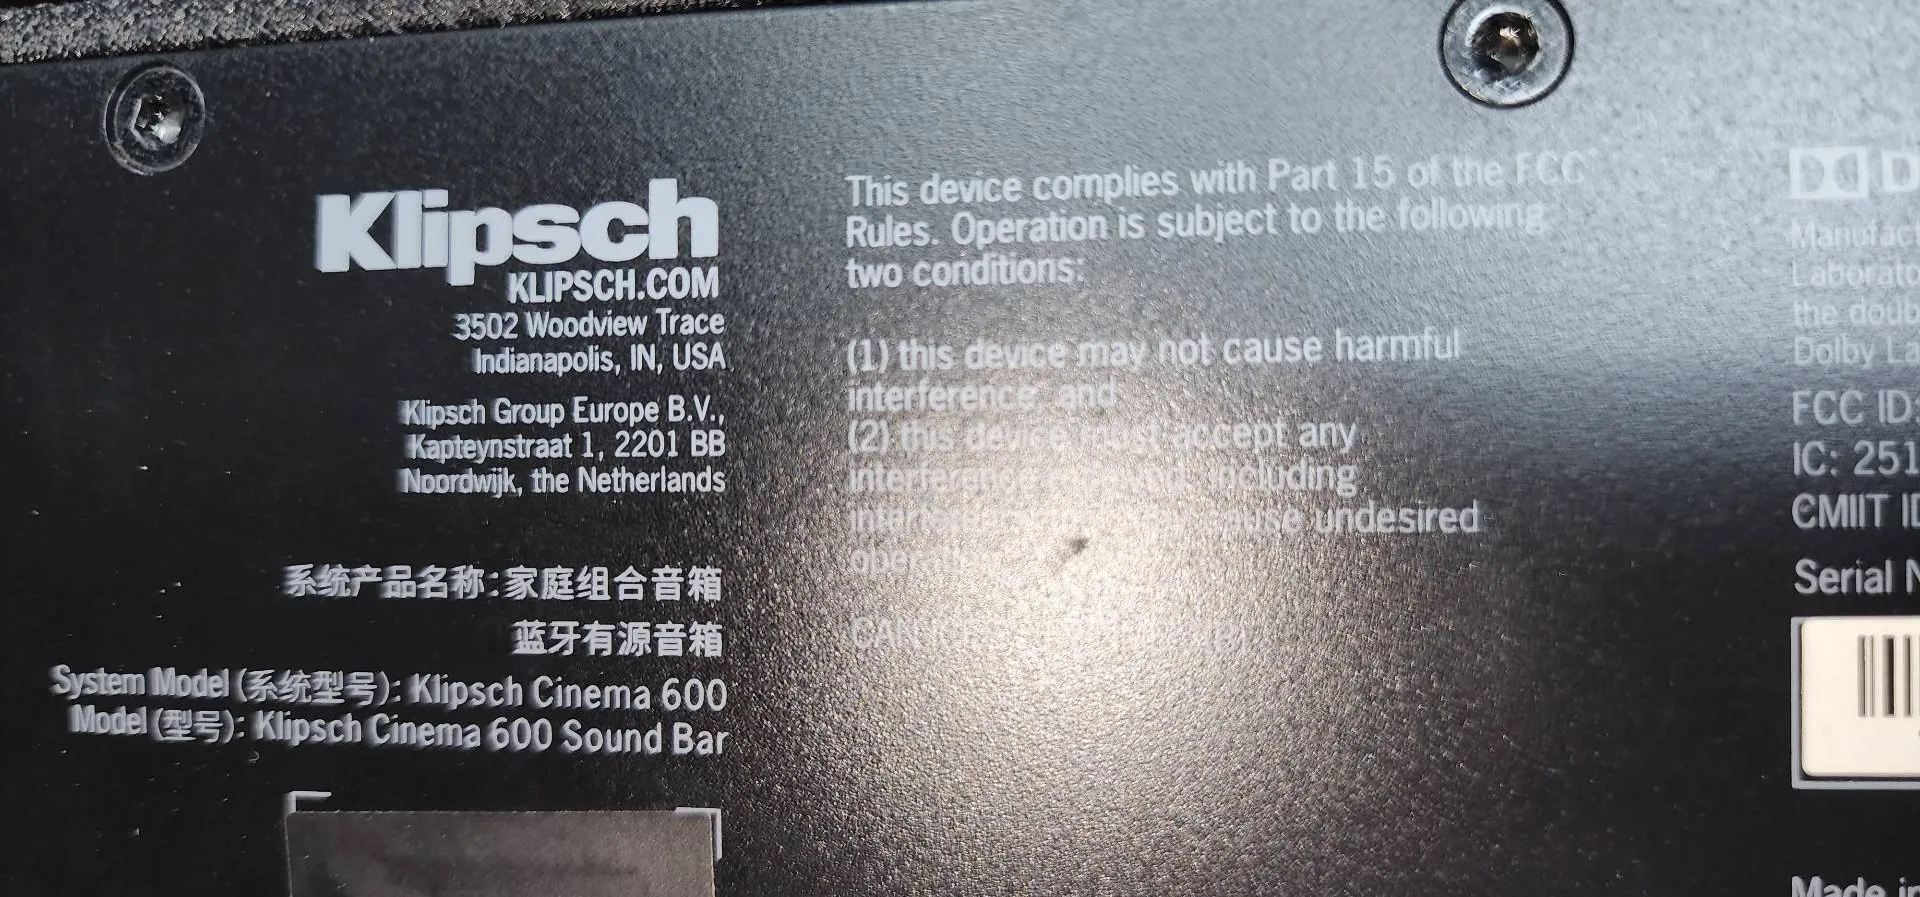 Klipsch
KLIPSCH.COM
3502 Woodview Trace
Indianapolis, IN, USA
Klipsch Group Europe B.V.,
Kapteynstraat 1, 2201 BB
Noordwijk, the Netherlands
系统产品名称:家庭组合音箱
蓝牙有源音箱
System Model (系统型号): Klipsch Cinema 600
Model (型号): Klipsch Cinema 600 Sound Bar
This device complies with Part 15 of the FCC
Rules. Operation is subject to the following
two conditions:
(1) this device may not cause harmful
interference, and
(2) this device must accept any
including
undesired
D
the
Dolby
FCC ID:
IC: 251
CMIIT ID
Serial N
Made in